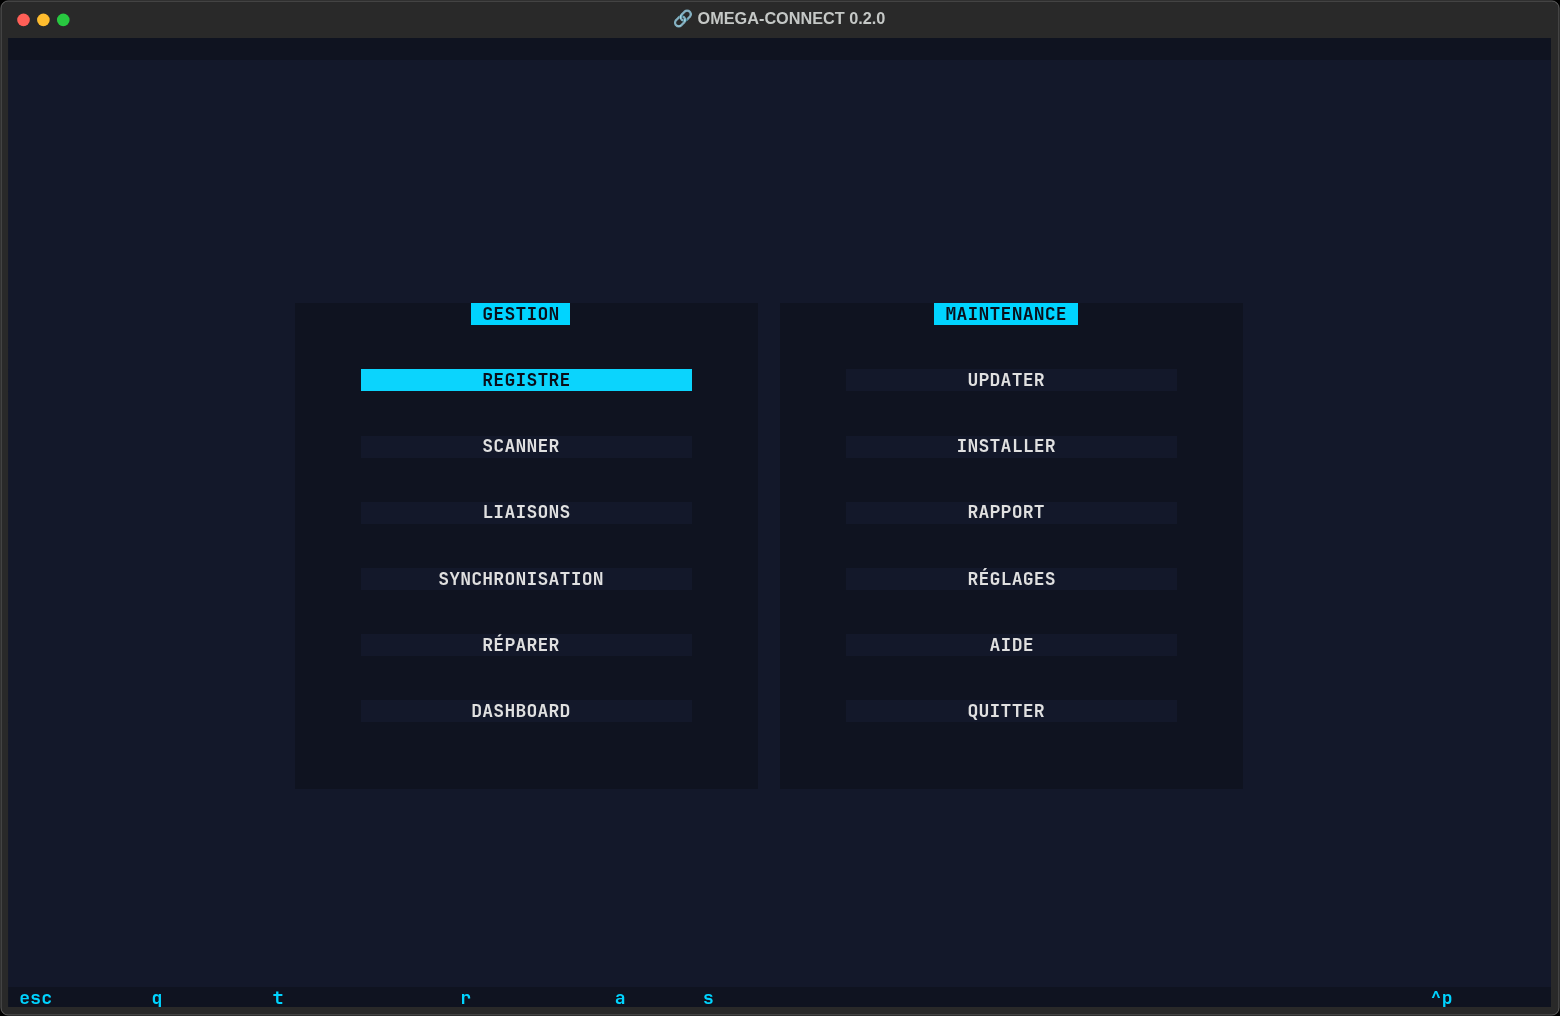 🔗 OMEGA-CONNECT 0.2.0
GESTION
REGISTRE
SCANNER
LIAISONS
SYNCHRONISATION
RÉPARER
DASHBOARD
MAINTENANCE
UPDATER
INSTALLER
RAPPORT
RÉGLAGES
AIDE
QUITTER
esc q t r a s ^p